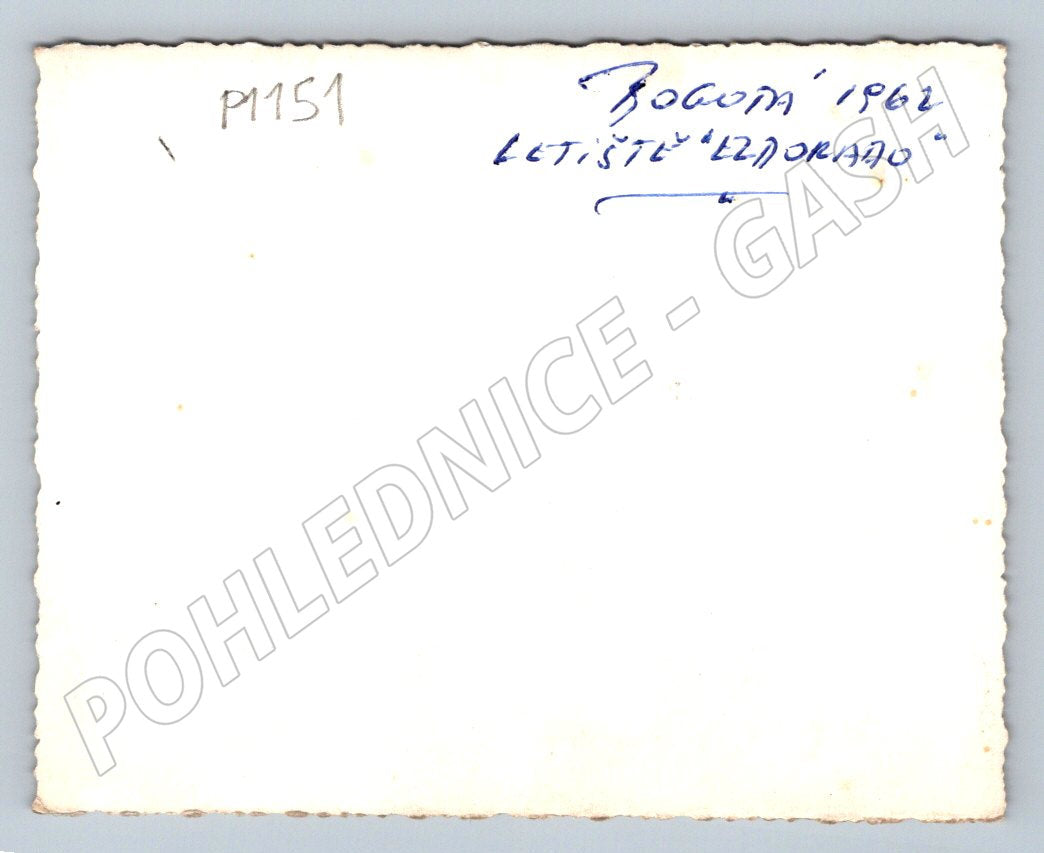 P1151
Bogotá 1962
LETIŠTĚ "ELDORADO"
POHLEDNICE - GASH